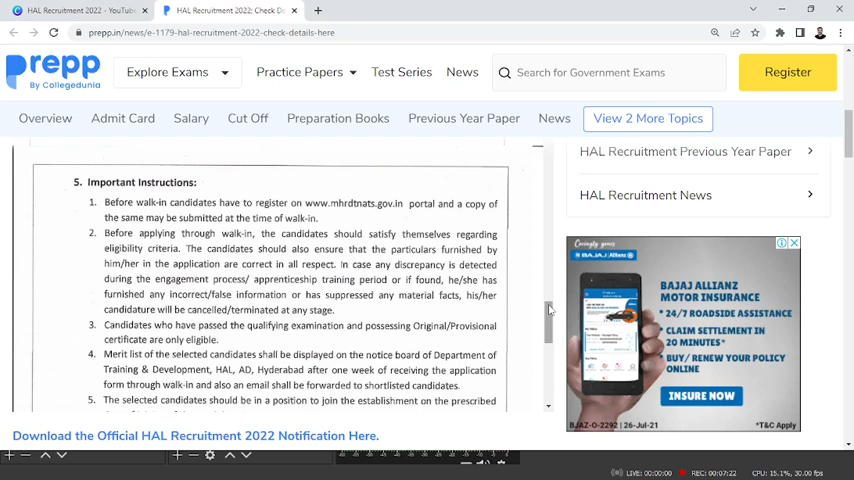 HAL Recruitment 2022 - YouTube
HAL Recruitment 2022: Check De
prepp.in/news/e-1179-hal-recruitment-2022-check-details-here
Prepp
By Collegedunia
Explore Exams
Practice Papers
Test Series
News
Search for Government Exams
Register
Overview
Admit Card
Salary
Cut Off
Preparation Books
Previous Year Paper
News
View 2 More Topics
5. Important Instructions:
1. Before walk-in candidates have to register on www.mhrdtnats.gov.in portal and a copy of
the same may be submitted at the time of walk-in.
2. Before applying through walk-in, the candidates should satisfy themselves regarding
eligibility criteria. The candidates should also ensure that the particulars furnished by
him/her in the application are correct in all respect. In case any discrepancy is detected
during the engagement process/ apprenticeship training period or if found, he/she has
furnished any incorrect/false information or has suppressed any material facts, his/her
candidature will be cancelled/terminated at any stage.
3. Candidates who have passed the qualifying examination and possessing Original/Provisional
certificate are only eligible.
4. Merit list of the selected candidates shall be displayed on the notice board of Department of
Training & Development, HAL, AD, Hyderabad after one week of receiving the application
form through walk-in and also an email shall be forwarded to shortlisted candidates.
5. The selected candidates should be in a position to join the establishment on the prescribed
Download the Official HAL Recruitment 2022 Notification Here.
HAL Recruitment Previous Year Paper
HAL Recruitment News
Caringly yours
BAJAJ Allianz
BAJAJ ALLIANZ
MOTOR INSURANCE
* 24/7 ROADSIDE ASSISTANCE
* CLAIM SETTLEMENT IN
20 MINUTES*
* BUY/ RENEW YOUR POLICY
ONLINE
INSURE NOW
BJAZ-O-2292 | 26-Jul-21
*T&C Apply
LIVE: 00:00:00
REC: 00:07:22
CPU: 15.1%, 30.00 fps